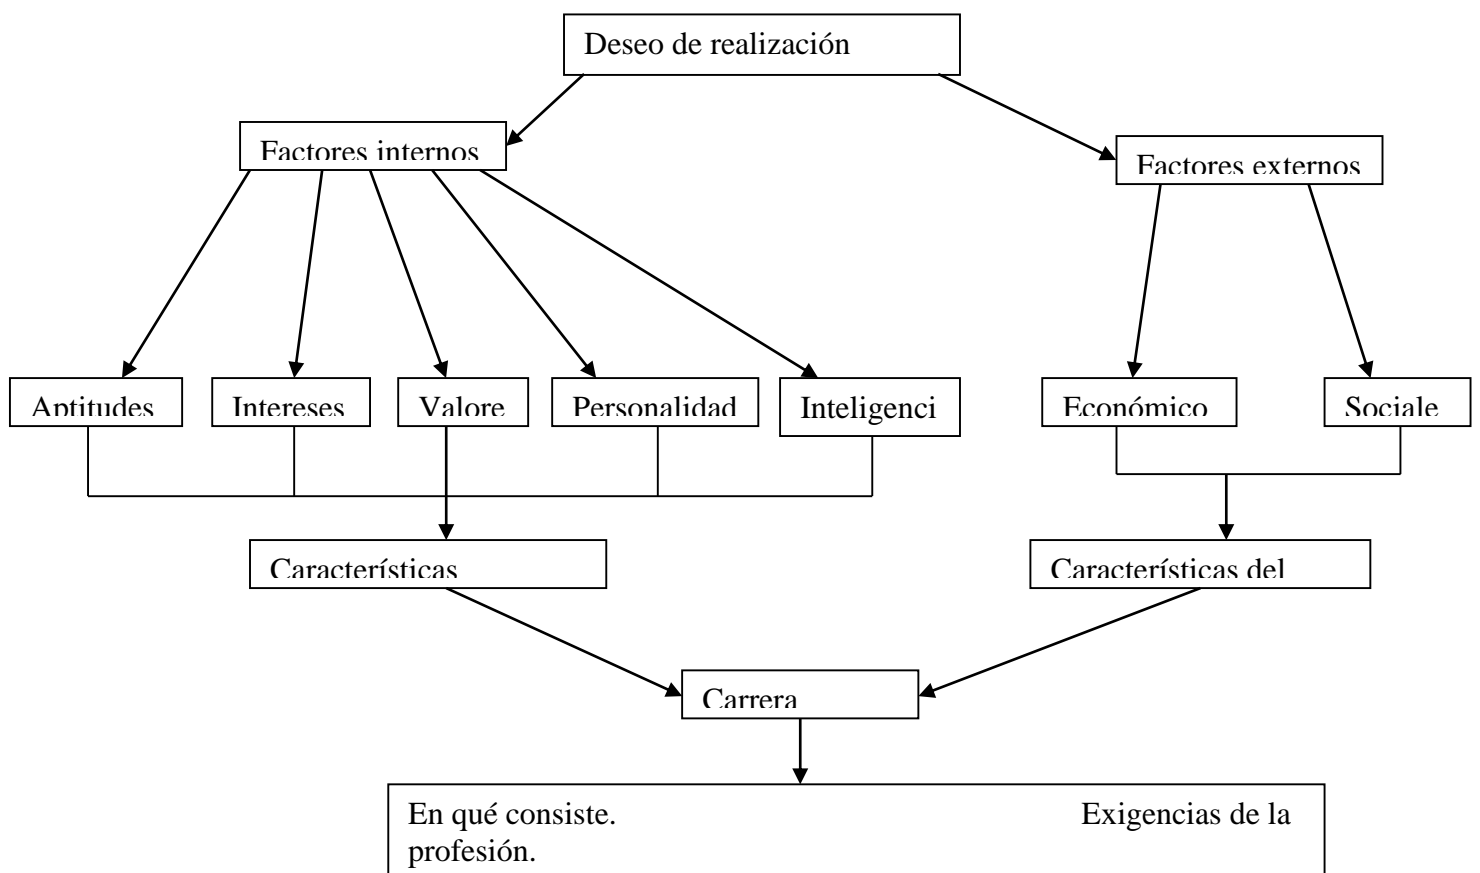 Deseo de realización
Factores internos
Factores externos
Aptitudes
Intereses
Valore
Personalidad
Inteligenci
Económico
Sociale
Características
Características del
Carrera
En qué consiste. Exigencias de la
profesión.